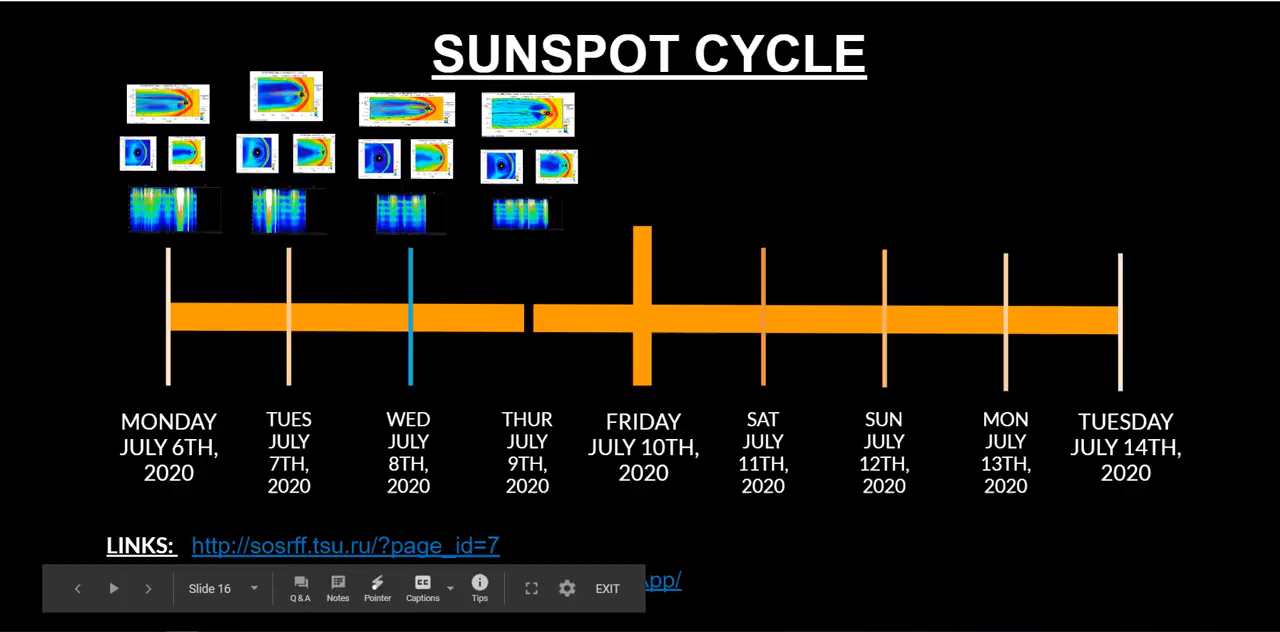 SUNSPOT CYCLE
MONDAY
JULY 6TH,
2020
TUES
JULY
7TH,
2020
WED
JULY
8TH,
2020
THUR
JULY
9TH,
2020
FRIDAY
JULY 10TH,
2020
SAT
JULY
11TH,
2020
SUN
JULY
12TH,
2020
MON
JULY
13TH,
2020
TUESDAY
JULY 14TH,
2020
LINKS: http://sosrff.tsu.ru/?page_id=7
pp/
Slide 16
Q & A
Notes
Pointer
CC
Captions
Tips
EXIT